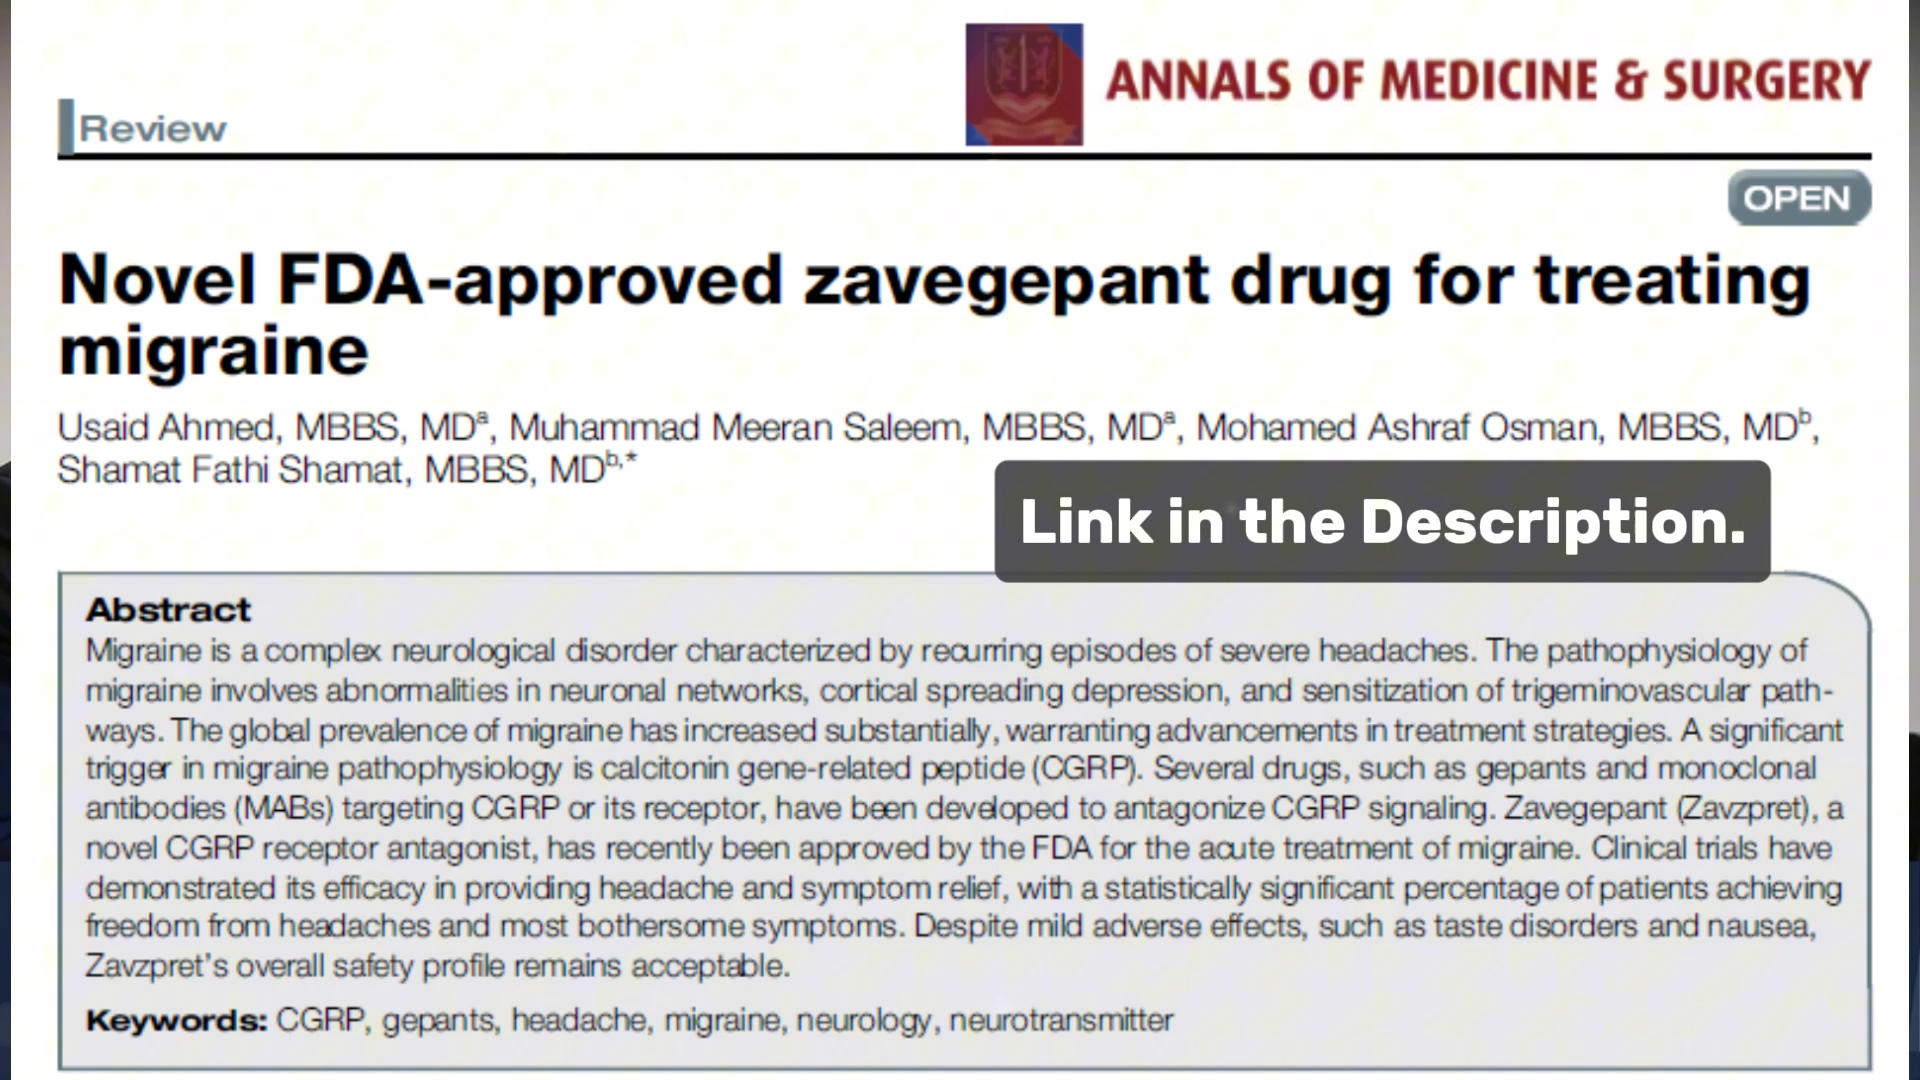 ANNALS OF MEDICINE & SURGERY
Review
OPEN
Novel FDA-approved zavegepant drug for treating
migraine
Usaid Ahmed, MBBS, MDa, Muhammad Meeran Saleem, MBBS, MDa, Mohamed Ashraf Osman, MBBS, MDb,
Shamat Fathi Shamat, MBBS, MDb,*
Link in the Description.
Abstract
Migraine is a complex neurological disorder characterized by recurring episodes of severe headaches. The pathophysiology of
migraine involves abnormalities in neuronal networks, cortical spreading depression, and sensitization of trigeminovascular path-
ways. The global prevalence of migraine has increased substantially, warranting advancements in treatment strategies. A significant
trigger in migraine pathophysiology is calcitonin gene-related peptide (CGRP). Several drugs, such as gepants and monoclonal
antibodies (MABs) targeting CGRP or its receptor, have been developed to antagonize CGRP signaling. Zavegepant (Zavzpret), a
novel CGRP receptor antagonist, has recently been approved by the FDA for the acute treatment of migraine. Clinical trials have
demonstrated its efficacy in providing headache and symptom relief, with a statistically significant percentage of patients achieving
freedom from headaches and most bothersome symptoms. Despite mild adverse effects, such as taste disorders and nausea,
Zavzpret's overall safety profile remains acceptable.
Keywords: CGRP, gepants, headache, migraine, neurology, neurotransmitter